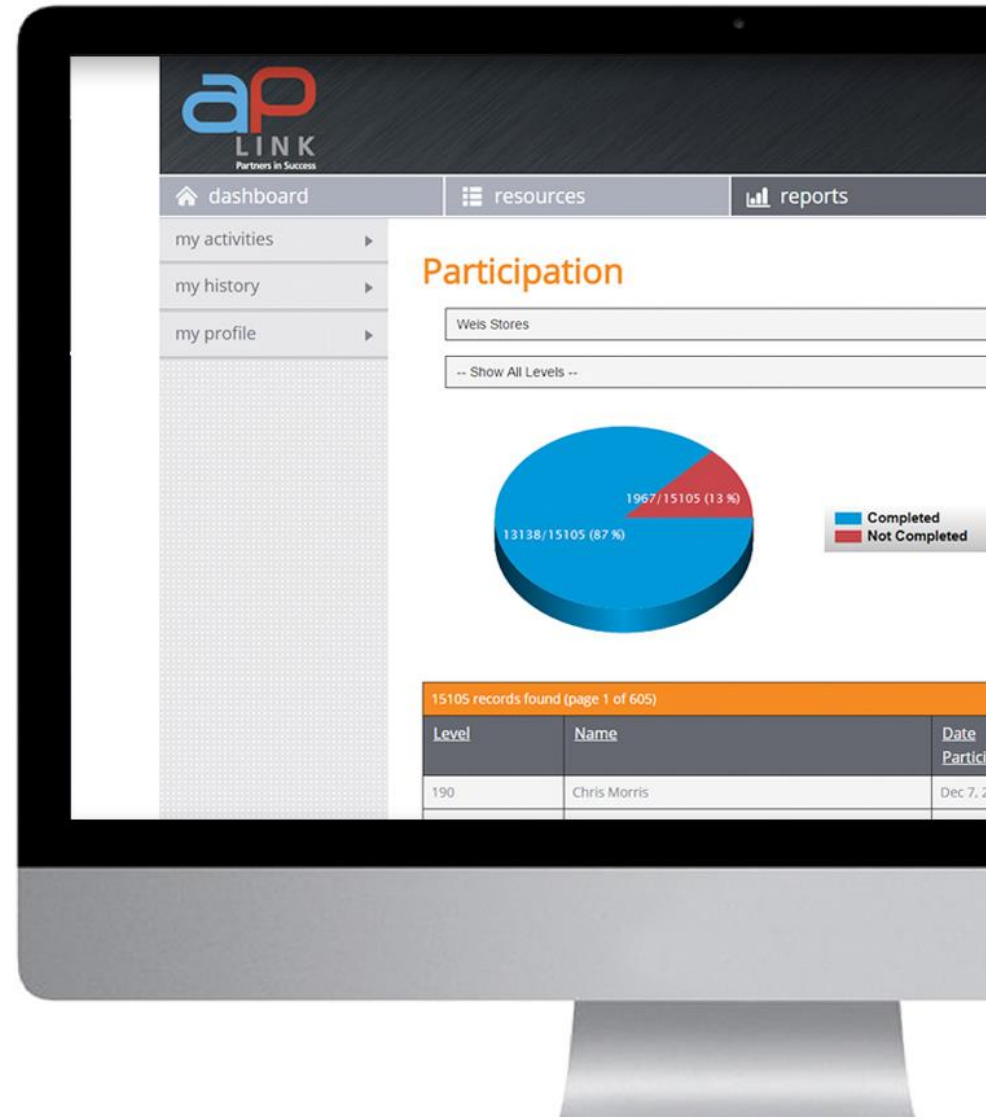 ap
LINK
Partners in Success
dashboard
resources
reports
my activities
my history
my profile
Participation
Weis Stores
-- Show All Levels --
1967/15105 (13 %)
13138/15105 (87 %)
Completed
Not Completed
15105 records found (page 1 of 605)
Level
Name
Date
190
Chris Morris
Dec 7,